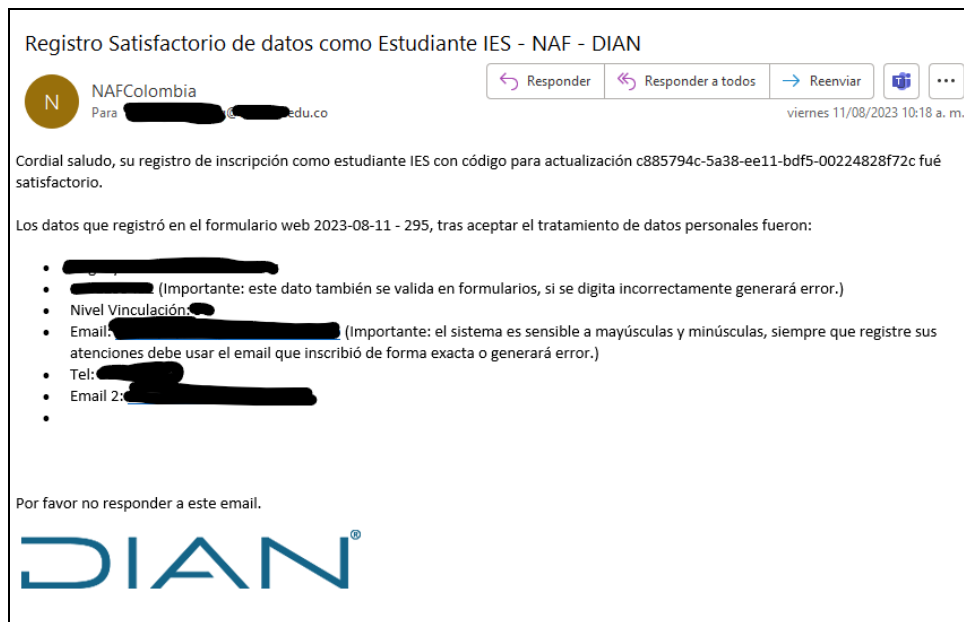 Registro Satisfactorio de datos como Estudiante IES - NAF - DIAN
N
NAFColombia
Para @ edu.co
Responder
Responder a todos
Reenviar
viernes 11/08/2023 10:18 a. m.
Cordial saludo, su registro de inscripción como estudiante IES con código para actualización c885794c-5a38-ee11-bdf5-00224828f72c fué
satisfactorio.
Los datos que registró en el formulario web 2023-08-11 - 295, tras aceptar el tratamiento de datos personales fueron:
(Importante: este dato también se valida en formularios, si se digita incorrectamente generará error.)
Nivel Vinculación:
Email: (Importante: el sistema es sensible a mayúsculas y minúsculas, siempre que registre sus
atenciones debe usar el email que inscribió de forma exacta o generará error.)
Tel:
Email 2:
Por favor no responder a este email.
DIAN®